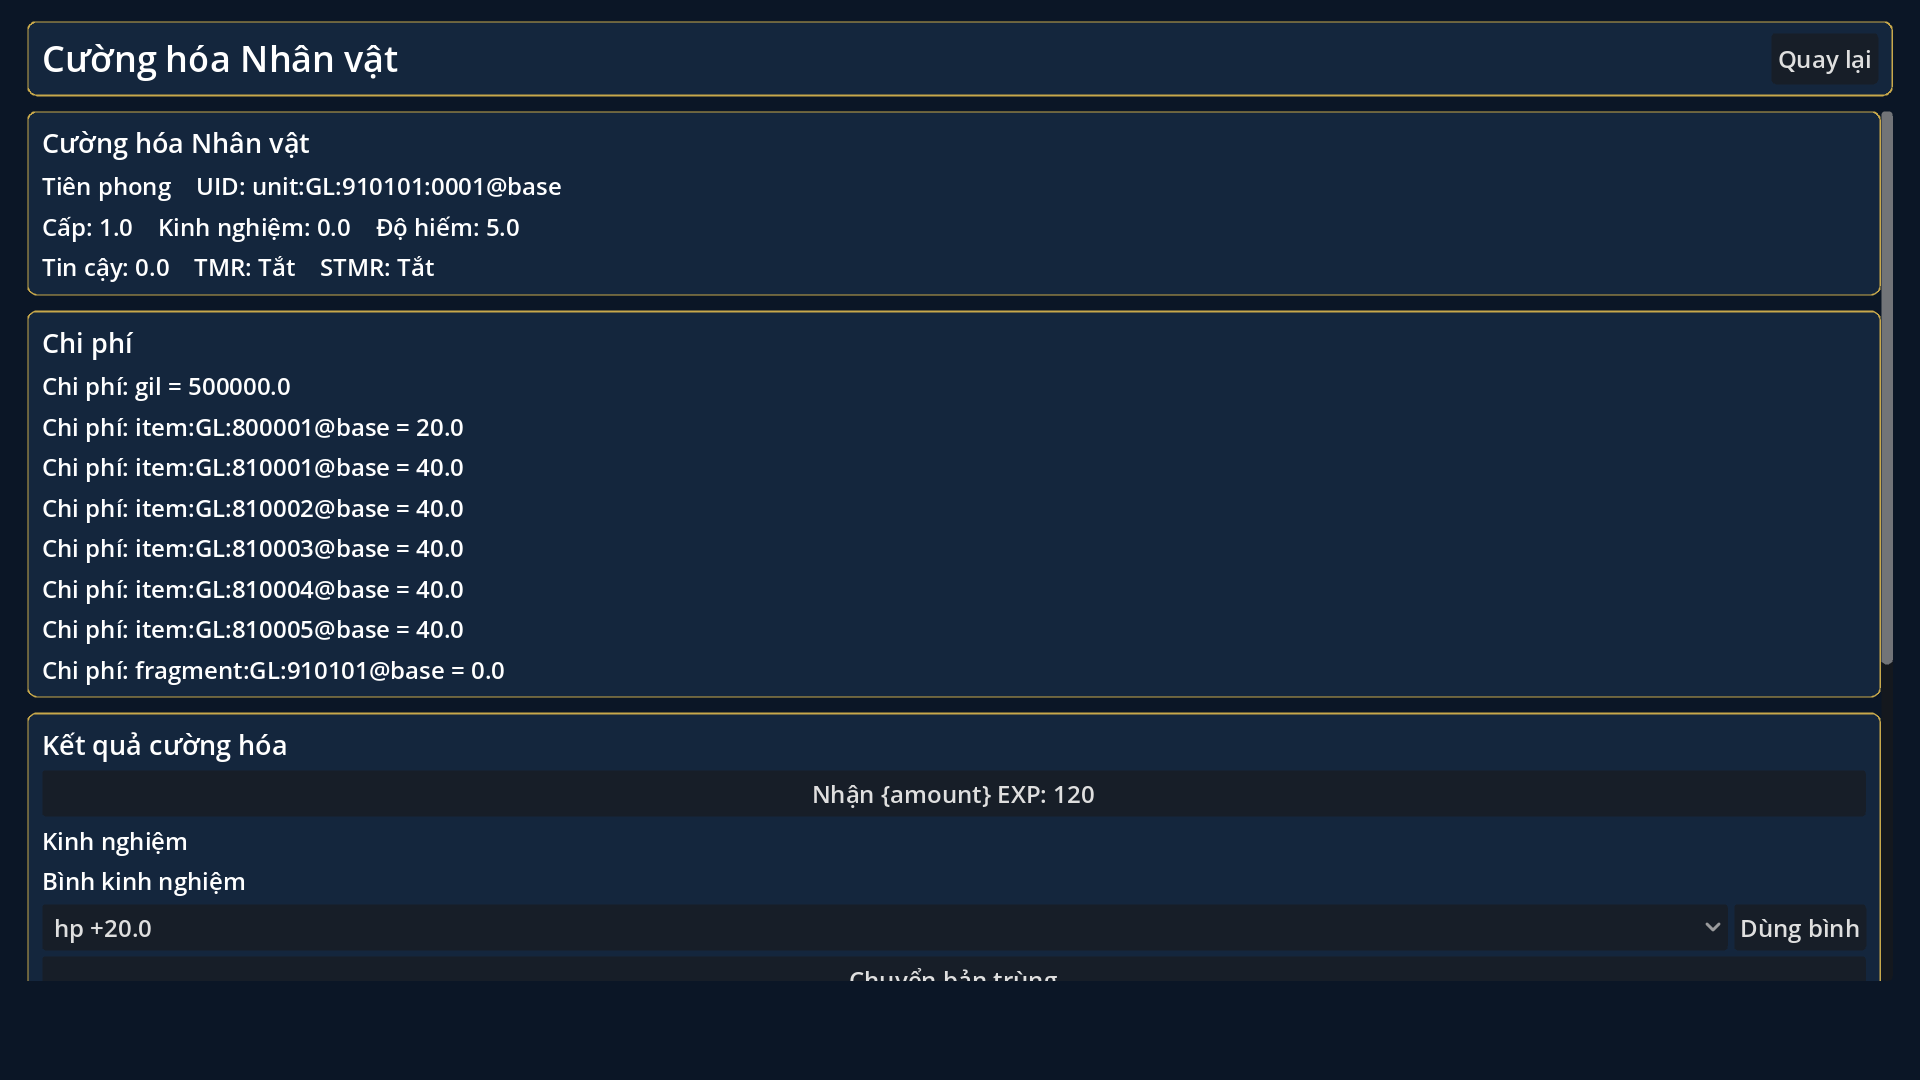 Cường hóa Nhân vật
Quay lại
Cường hóa Nhân vật
Tiên phong UID: unit:GL:910101:0001@base
Cấp: 1.0 Kinh nghiệm: 0.0 Độ hiếm: 5.0
Tin cậy: 0.0 TMR: Tắt STMR: Tắt
Chi phí
Chi phí: gil = 500000.0
Chi phí: item:GL:800001@base = 20.0
Chi phí: item:GL:810001@base = 40.0
Chi phí: item:GL:810002@base = 40.0
Chi phí: item:GL:810003@base = 40.0
Chi phí: item:GL:810004@base = 40.0
Chi phí: item:GL:810005@base = 40.0
Chi phí: fragment:GL:910101@base = 0.0
Kết quả cường hóa
Nhận {amount} EXP: 120
Kinh nghiệm
Bình kinh nghiệm
hp +20.0
Dùng bình
Chuyển bản trùng